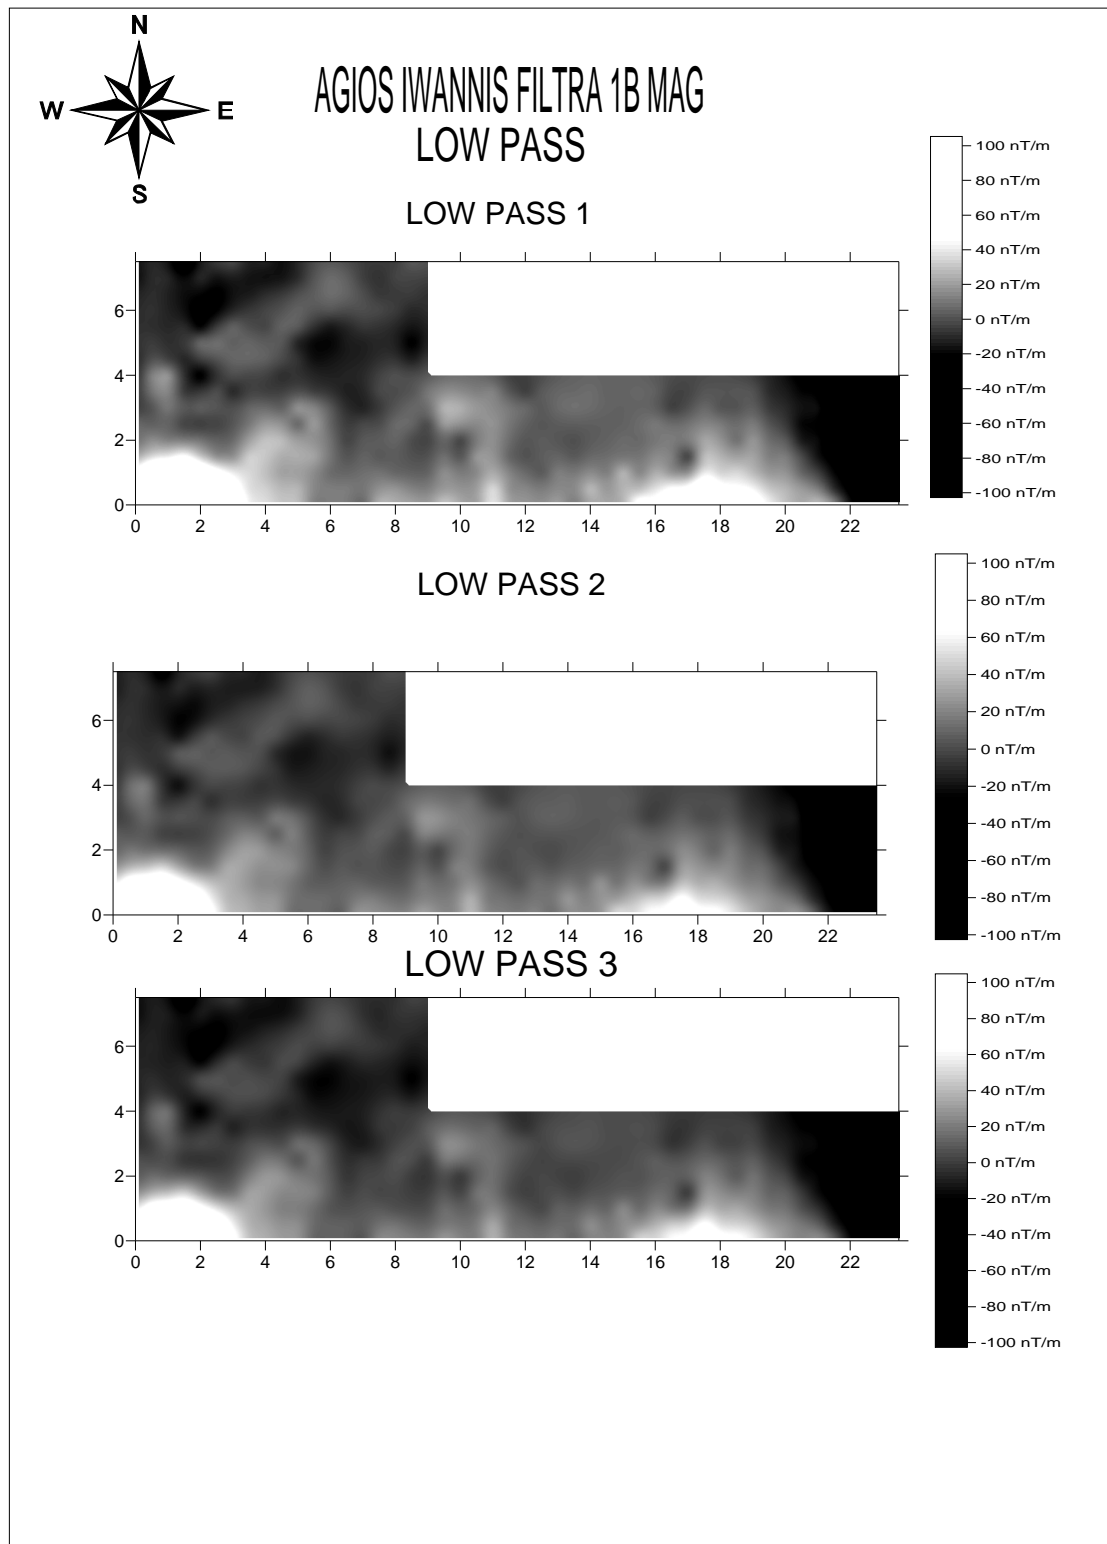 N
W E
S
AGIOS IWANNIS FILTRA 1B MAG
LOW PASS
LOW PASS 1
6
4
2
0
0 2 4 6 8 10 12 14 16 18 20 22
100 nT/m
80 nT/m
60 nT/m
40 nT/m
20 nT/m
0 nT/m
-20 nT/m
-40 nT/m
-60 nT/m
-80 nT/m
-100 nT/m
LOW PASS 2
6
4
2
0
0 2 4 6 8 10 12 14 16 18 20 22
100 nT/m
80 nT/m
60 nT/m
40 nT/m
20 nT/m
0 nT/m
-20 nT/m
-40 nT/m
-60 nT/m
-80 nT/m
-100 nT/m
LOW PASS 3
6
4
2
0
0 2 4 6 8 10 12 14 16 18 20 22
100 nT/m
80 nT/m
60 nT/m
40 nT/m
20 nT/m
0 nT/m
-20 nT/m
-40 nT/m
-60 nT/m
-80 nT/m
-100 nT/m